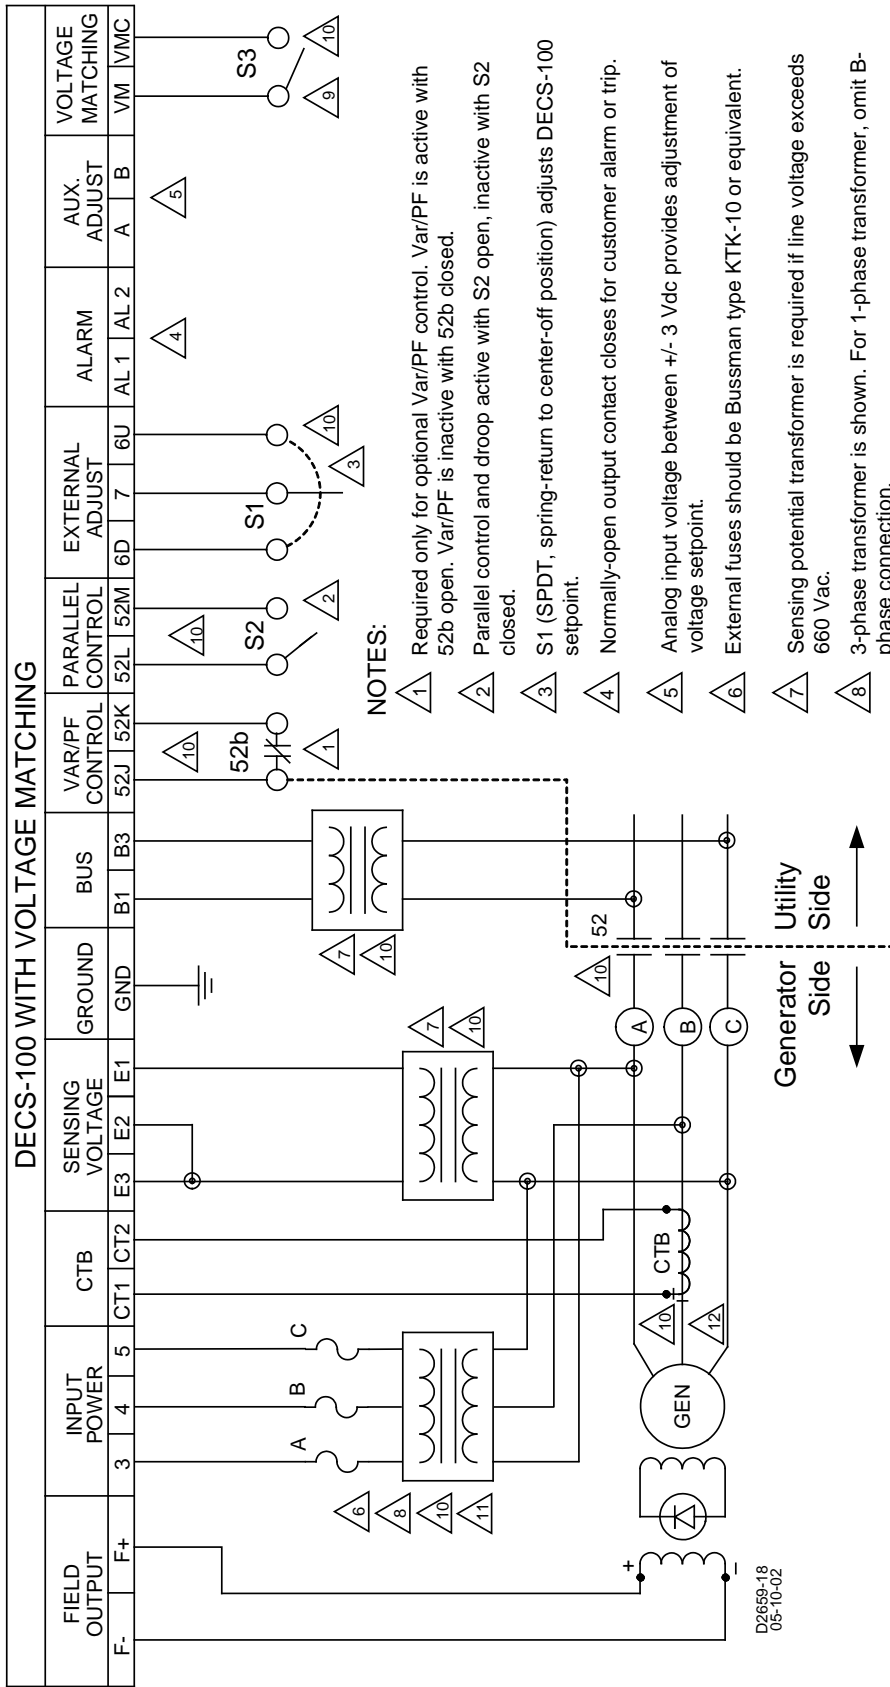 DECS-100 WITH VOLTAGE MATCHING
FIELD OUTPUT
INPUT POWER
CTB
SENSING VOLTAGE
GROUND
BUS
VAR/PF CONTROL
PARALLEL CONTROL
EXTERNAL ADJUST
ALARM
AUX. ADJUST
VOLTAGE MATCHING
F- F+ 3 4 5 CT1 CT2 E3 E2 E1 GND B1 B3 52J 52K 52L 52M 6D 7 6U AL 1 AL 2 A B VM VMC
10
10
4
5
52b
S2
S1
S3
1
2
10
3
9
10
A B C
6
8
10
11
7
10
7
10
CTB
10
12
GEN
A
B
C
10
52
+
-
Generator Side
Utility Side
D2659-18
05-10-02
NOTES:
1 Required only for optional Var/PF control. Var/PF is active with
52b open. Var/PF is inactive with 52b closed.
2 Parallel control and droop active with S2 open, inactive with S2
closed.
3 S1 (SPDT, spring-return to center-off position) adjusts DECS-100
setpoint.
4 Normally-open output contact closes for customer alarm or trip.
5 Analog input voltage between +/- 3 Vdc provides adjustment of
voltage setpoint.
6 External fuses should be Bussman type KTK-10 or equivalent.
7 Sensing potential transformer is required if line voltage exceeds
660 Vac.
8 3-phase transformer is shown. For 1-phase transformer, omit B-
phase connection.